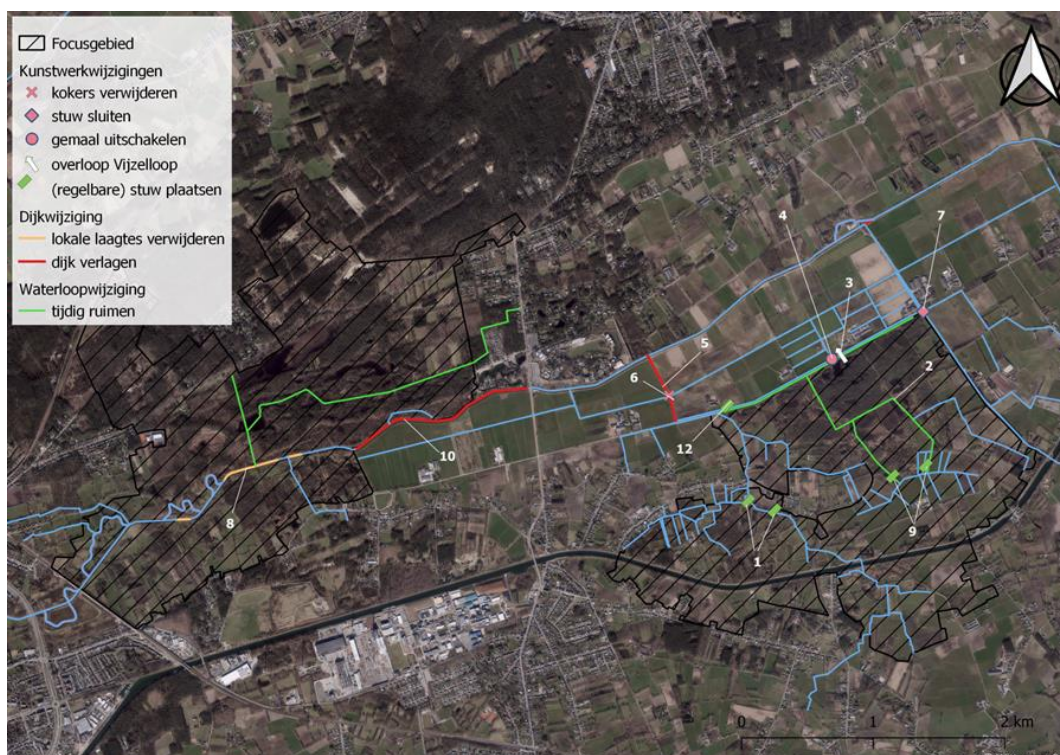 Focusgebied
Kunstwerkwijzigingen
kokers verwijderen
stuw sluiten
gemaal uitschakelen
overloop Vijzelloop
(regelbare) stuw plaatsen
Dijkwijziging
lokale laagtes verwijderen
dijk verlagen
Waterloopwijziging
tijdig ruimen
4
7
3
5
6
2
12
10
8
9
1
0 1 2 km